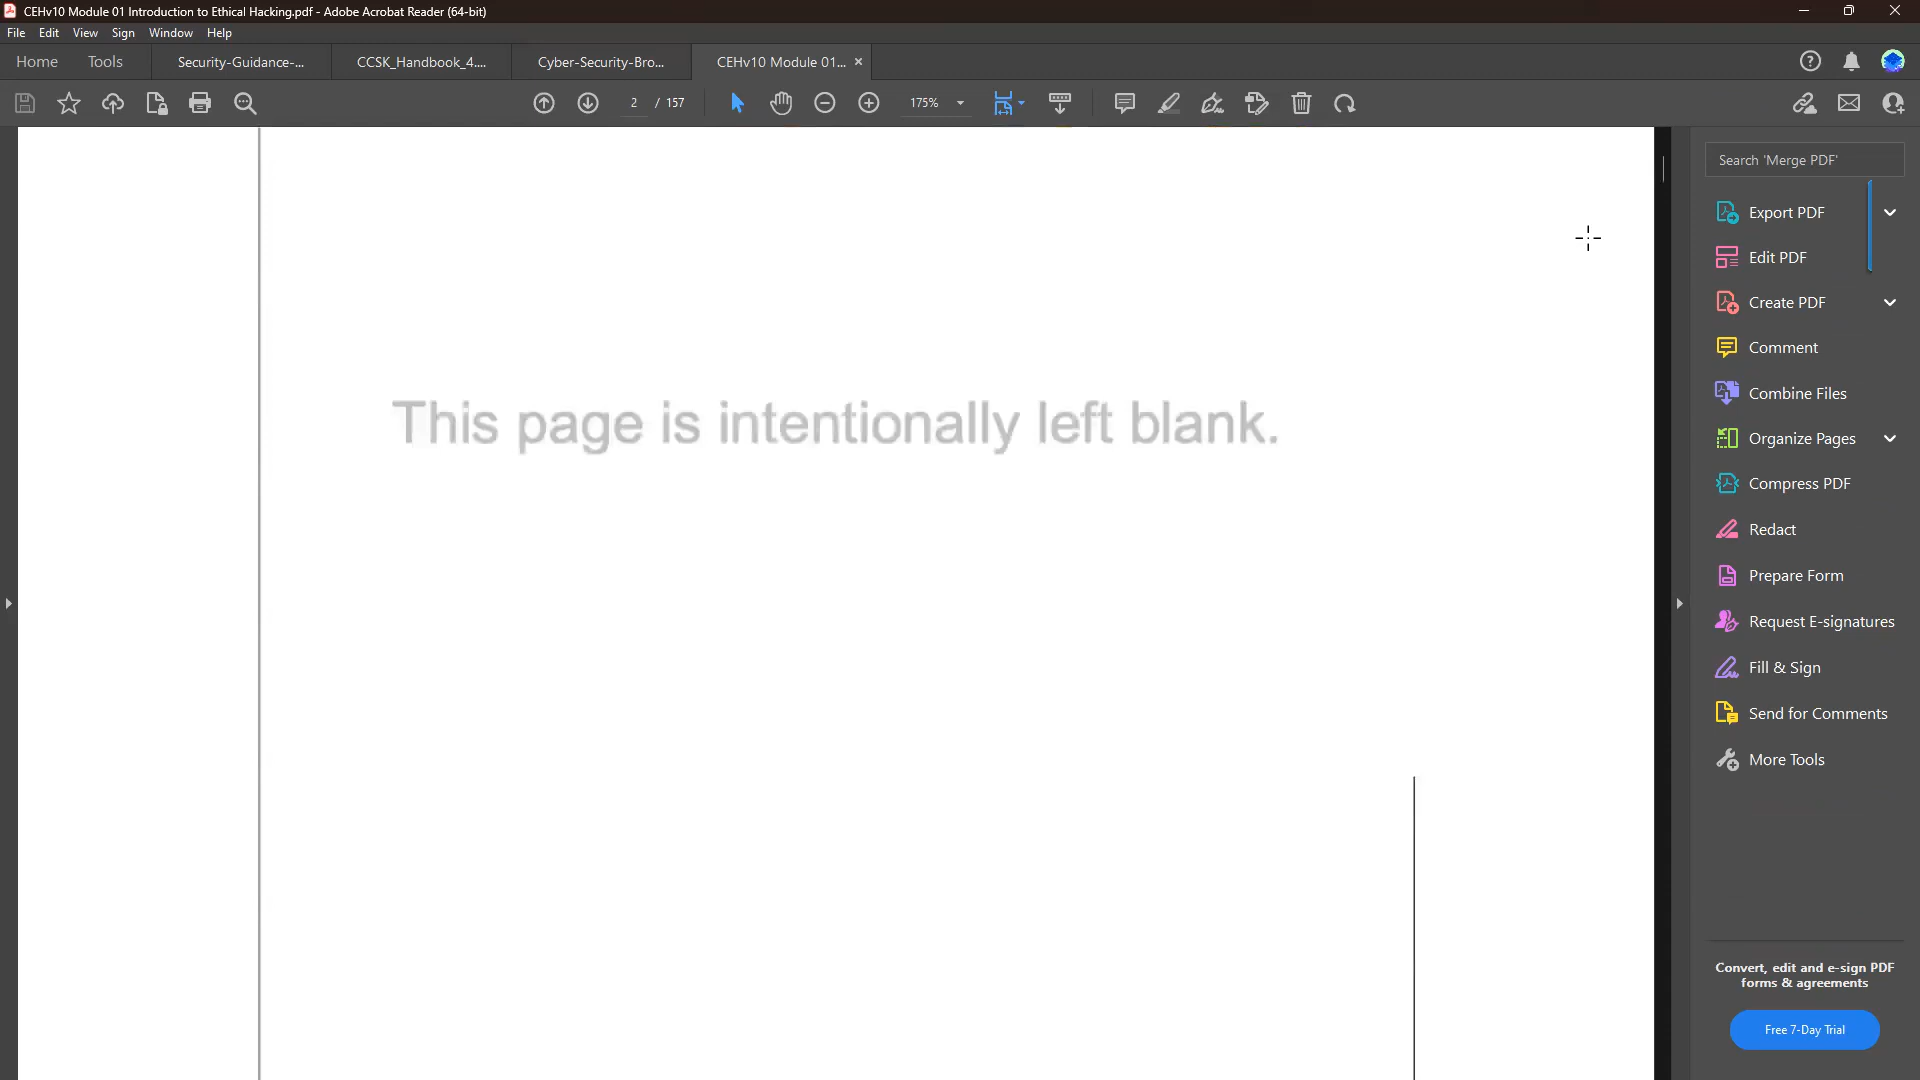 CEHv10 Module 01 Introduction to Ethical Hacking.pdf - Adobe Acrobat Reader (64-bit)
File Edit View Sign Window Help
Home Tools Security-Guidance-... CCSK_Handbook_4.... Cyber-Security-Bro... CEHv10 Module 01... ×
2 / 157 175%
Search 'Merge PDF'
Export PDF
Edit PDF
Create PDF
Comment
Combine Files
Organize Pages
Compress PDF
Redact
Prepare Form
Request E-signatures
Fill & Sign
Send for Comments
More Tools
This page is intentionally left blank.
Convert, edit and e-sign PDF
forms & agreements
Free 7-Day Trial